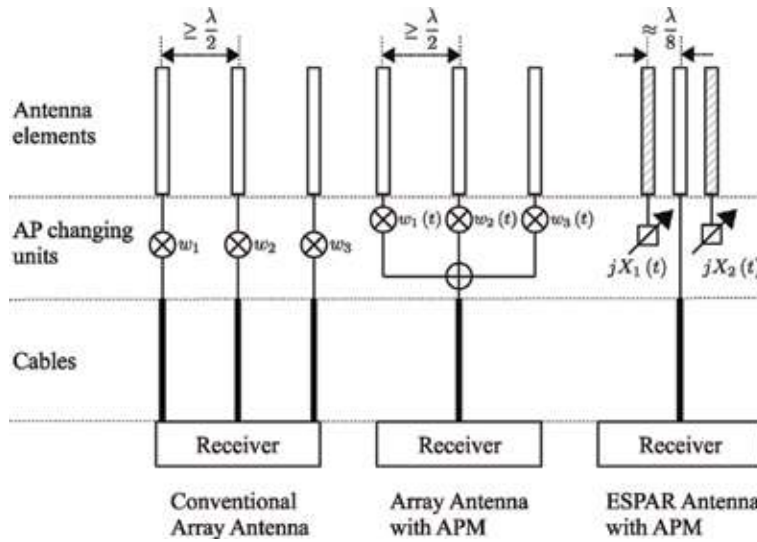 ≥ λ/2
≥ λ/2
≈ λ/8
Antenna
elements
AP changing
units
w₁
w₂
w₃
w₁(t)
w₂(t)
w₃(t)
jX₁(t)
jX₂(t)
Cables
Receiver
Receiver
Receiver
Conventional
Array Antenna
Array Antenna
with APM
ESPAR Antenna
with APM